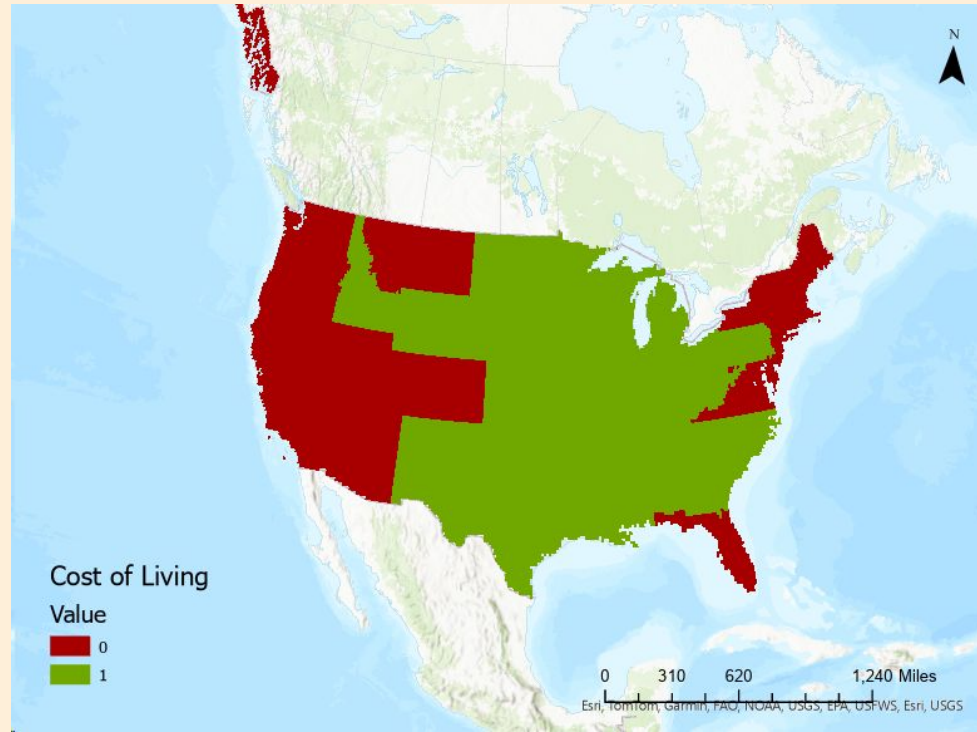 N
Cost of Living
Value
0
1
0 310 620 1,240 Miles
Esri, TomTom, Garmin, FAO, NOAA, USGS, EPA, USFWS, Esri, USGS